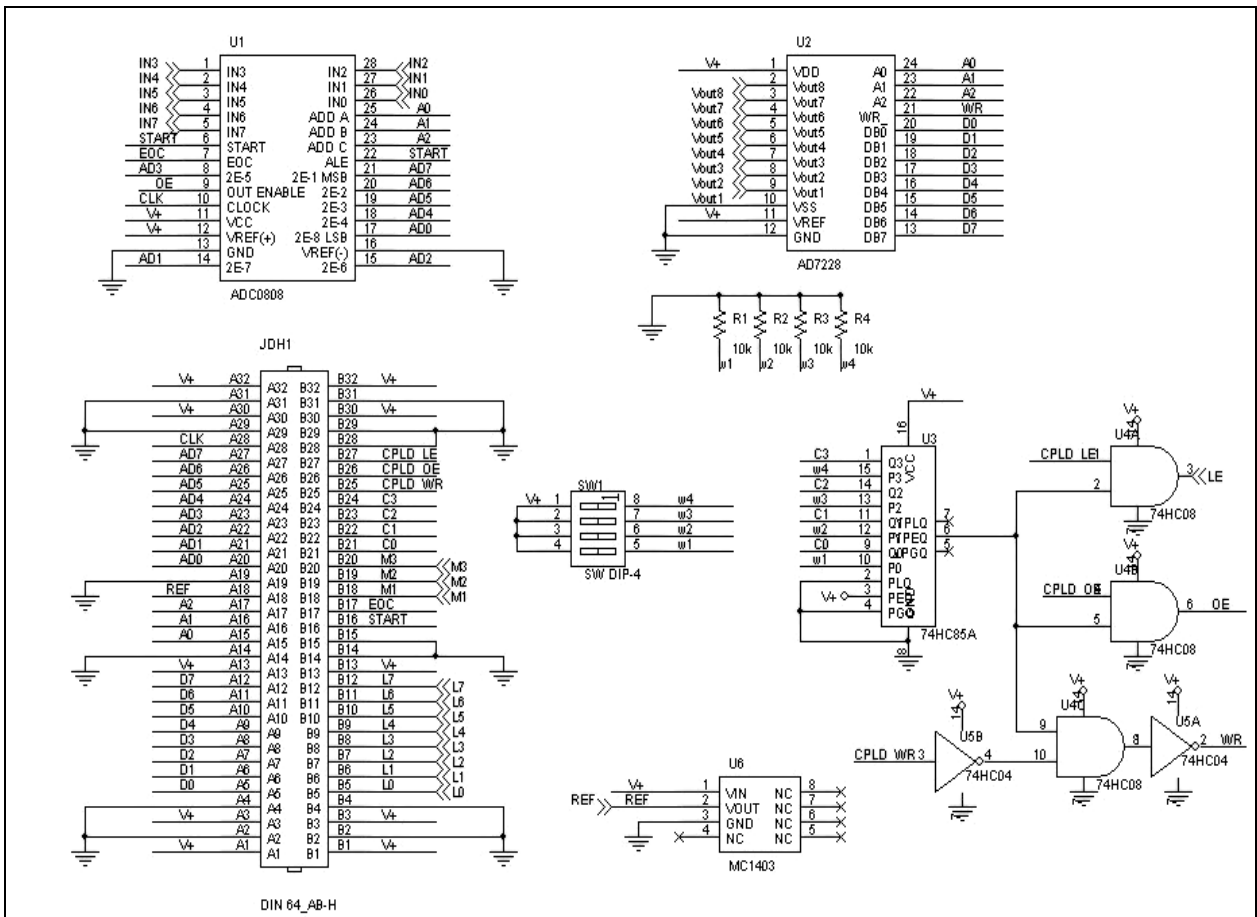 U1
IN3 1 IN3 IN2 28 IN2
IN4 2 IN4 IN1 27 IN1
IN5 3 IN5 IN0 26 IN0
IN6 4 IN6 ADD A 25 A0
IN7 5 IN7 ADD B 24 A1
START 6 START ADD C 23 A2
EOC 7 EOC ALE 22 START
AD3 8 2E-5 2E-1 MSB 21 AD7
OE 9 OUT ENABLE 2E-2 20 AD6
CLK 10 CLOCK 2E-3 19 AD5
V+ 11 VCC 2E-4 18 AD4
V+ 12 VREF(+) 2E-8 LSB 17 AD0
13 GND VREF(-) 16
AD1 14 2E-7 2E-6 15 AD2
ADC0808
U2
V+ 1 VDD A0 24 A0
2 Vout8 A1 23 A1
Vout8 3 Vout7 A2 22 A2
Vout7 4 Vout6 WR_ 21 WR
Vout6 5 Vout5 DB0 20 D0
Vout5 6 Vout4 DB1 19 D1
Vout4 7 Vout3 DB2 18 D2
Vout3 8 Vout2 DB3 17 D3
Vout2 9 Vout1 DB4 16 D4
Vout1 10 VSS DB5 15 D5
V+ 11 VREF DB6 14 D6
12 GND DB7 13 D7
AD7228
R1 R2 R3 R4
10k 10k 10k 10k
w1 w2 w3 w4
JDH1
V+ A32 A32 B32 B32 V+
A31 A31 B31 B31
V+ A30 A30 B30 B30 V+
A29 A29 B29 B29
CLK A28 A28 B28 B28
AD7 A27 A27 B27 B27 CPLD LE
AD6 A26 A26 B26 B26 CPLD OE
AD5 A25 A25 B25 B25 CPLD WR
AD4 A24 A24 B24 B24 C3
AD3 A23 A23 B23 B23 C2
AD2 A22 A22 B22 B22 C1
AD1 A21 A21 B21 B21 C0
AD0 A20 A20 B20 B20 M3 M3
A19 A19 B19 B19 M2 M2
REF A18 A18 B18 B18 M1 M1
A2 A17 A17 B17 B17 EOC
A1 A16 A16 B16 B16 START
A0 A15 A15 B15 B15
A14 A14 B14 B14
V+ A13 A13 B13 B13 V+
D7 A12 A12 B12 B12 L7 L7
D6 A11 A11 B11 B11 L6 L6
D5 A10 A10 B10 B10 L5 L5
D4 A9 A9 B9 B9 L4 L4
D3 A8 A8 B8 B8 L3 L3
D2 A7 A7 B7 B7 L2 L2
D1 A6 A6 B6 B6 L1 L1
D0 A5 A5 B5 B5 L0 L0
A4 A4 B4 B4
V+ A3 A3 B3 B3 V+
A2 A2 B2 B2
V+ A1 A1 B1 B1 V+
DIN 64_AB-H
SW1
V+ 1 1 8 w4
2 7 w3
3 6 w2
4 5 w1
SW DIP-4
V+
16
U3
VCC
C3 1 Q3
w4 15 P3
C2 14 Q2
w3 13 P2
C1 11 Q1 PLQ 7
w2 12 P1 PEQ 6
C0 9 Q0 PGQ 5
w1 10 P0
2 PLQ
V+ 3 PEQ
4 PGQ
GND
8
74HC85A
V+
14
U4A
CPLD LE 1
2
3 LE
74HC08
7
V+
14
U4B
CPLD OE 4
5
6 OE
74HC08
7
V+
14
U5B
CPLD WR 3
4
74HC04
7
V+
14
U4C
9
10
8
74HC08
7
V+
14
U5A
2 WR
74HC04
7
U6
V+ 1 VIN NC 8
REF REF 2 VOUT NC 7
3 GND NC 6
4 NC NC 5
MC1403